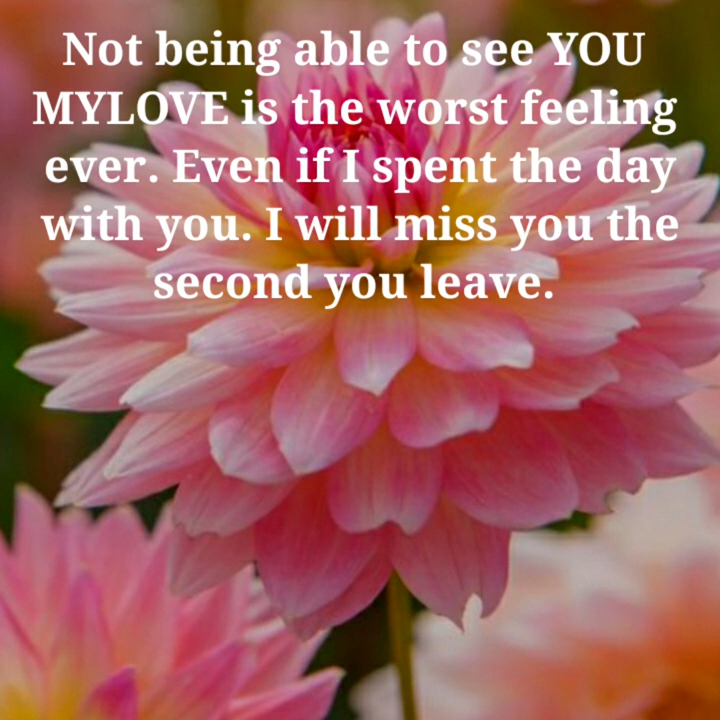 Not being able to see YOU
MYLOVE is the worst feeling
ever. Even if I spent the day
with you. I will miss you the
second you leave.